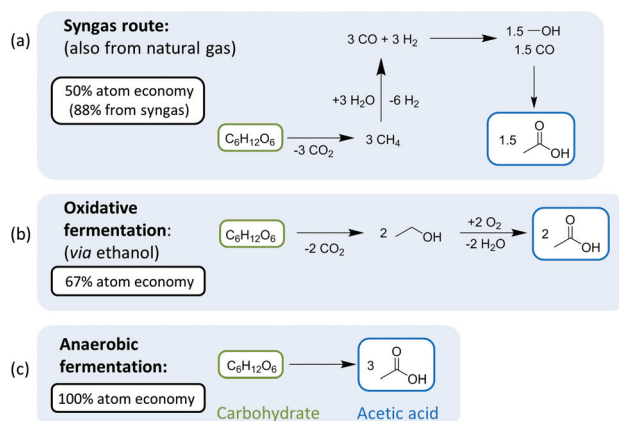 (a)
Syngas route:
(also from natural gas)
50% atom economy
(88% from syngas)
3 CO + 3 H₂
1.5 —OH
1.5 CO
+3 H₂O
-6 H₂
C₆H₁₂O₆
-3 CO₂
3 CH₄
1.5
O
OH
(b)
Oxidative
fermentation:
(via ethanol)
67% atom economy
C₆H₁₂O₆
-2 CO₂
2
OH
+2 O₂
-2 H₂O
2
O
OH
(c)
Anaerobic
fermentation:
100% atom economy
C₆H₁₂O₆
3
O
OH
Carbohydrate
Acetic acid